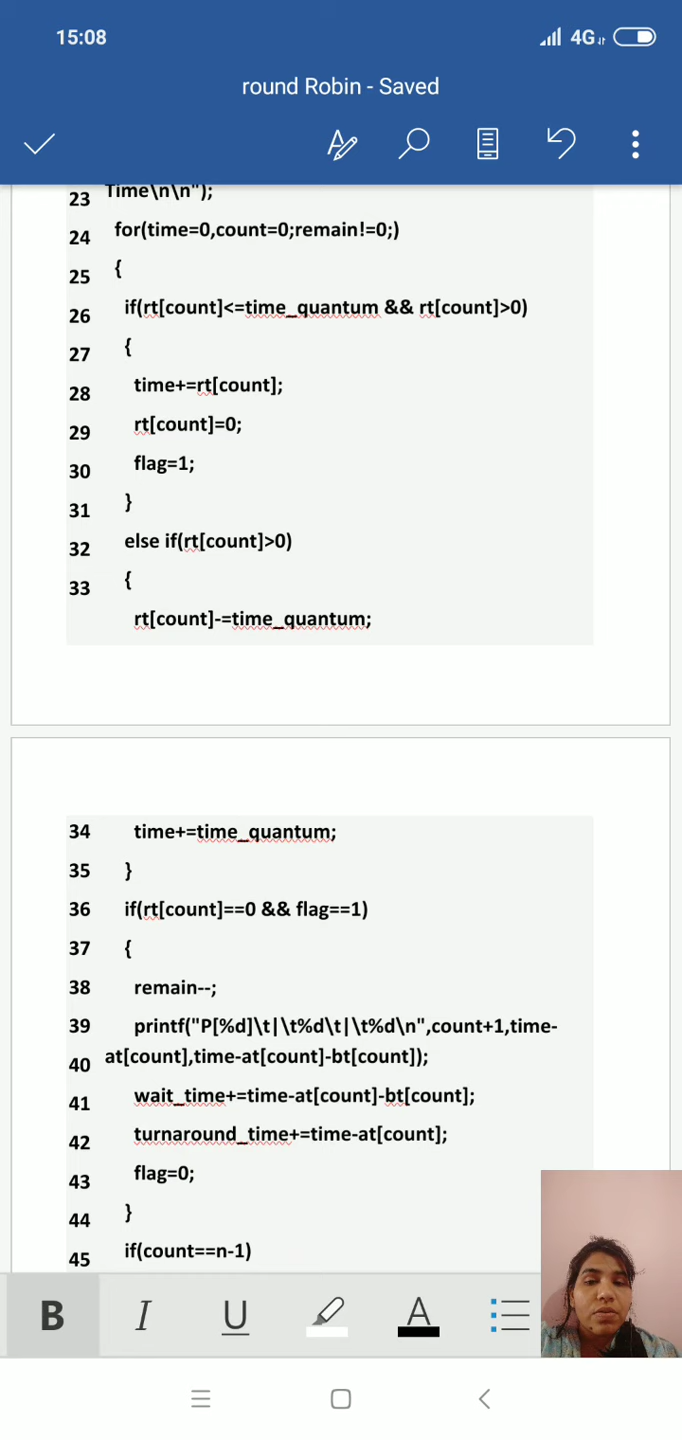 15:08
4G
round Robin - Saved
23 Time\n\n");
24 for(time=0,count=0;remain!=0;)
25 {
26 if(rt[count]<=time_quantum && rt[count]>0)
27 {
28 time+=rt[count];
29 rt[count]=0;
30 flag=1;
31 }
32 else if(rt[count]>0)
33 {
rt[count]-=time_quantum;
34 time+=time_quantum;
35 }
36 if(rt[count]==0 && flag==1)
37 {
38 remain--;
39 printf("P[%d]\t|\t%d\t|\t%d\n",count+1,time-
40 at[count],time-at[count]-bt[count]);
41 wait_time+=time-at[count]-bt[count];
42 turnaround_time+=time-at[count];
43 flag=0;
44 }
45 if(count==n-1)
B I U A